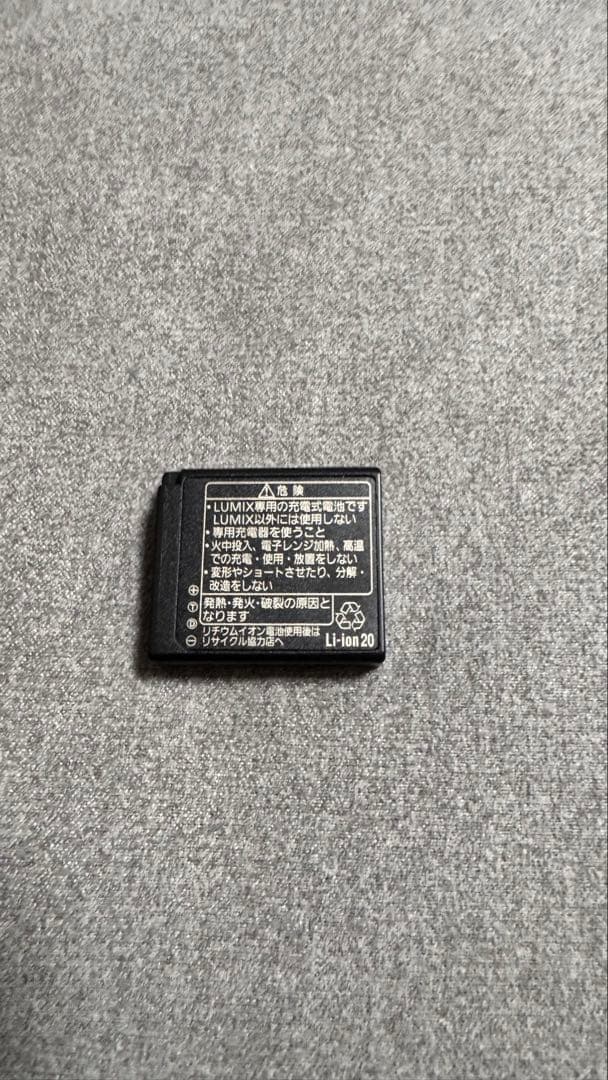 ⚠危険
・LUMIX専用の充電式電池です
LUMIX以外には使用しない
・専用充電器を使うこと
・火中投入、電子レンジ加熱、高温
での充電・使用・放置をしない
・変形やショートさせたり、分解・
改造をしない
発熱・発火・破裂の原因と
なります
リチウムイオン電池使用後は
リサイクル協力店へ
Li-ion20
⊕
Ⓣ
Ⓓ
⊖